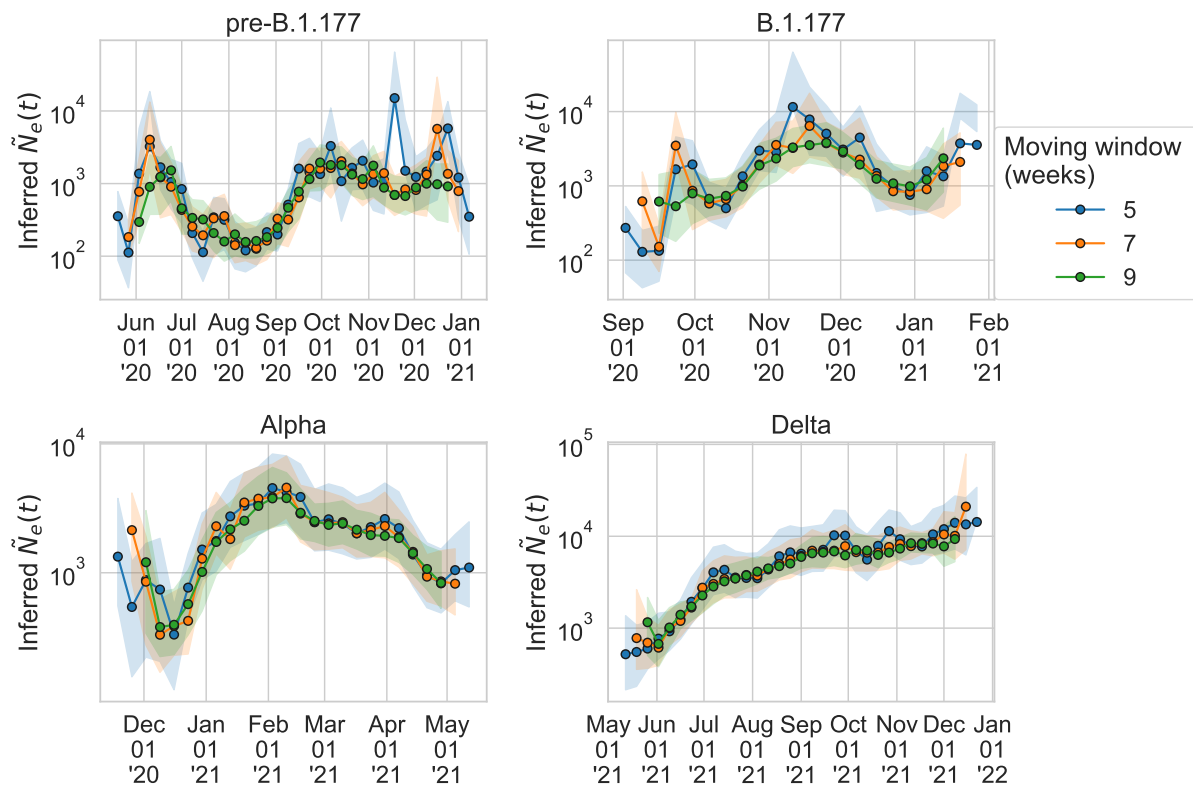 pre-B.1.177
Inferred Ñₑ(t)
10⁴
10³
10²
Jun Jul Aug Sep Oct Nov Dec Jan
01 01 01 01 01 01 01 01
'20 '20 '20 '20 '20 '20 '20 '21
B.1.177
Inferred Ñₑ(t)
10⁴
10³
10²
Sep Oct Nov Dec Jan Feb
01 01 01 01 01 01
'20 '20 '20 '20 '21 '21
Moving window
(weeks)
5
7
9
Alpha
Inferred Ñₑ(t)
10⁴
10³
Dec Jan Feb Mar Apr May
01 01 01 01 01 01
'20 '21 '21 '21 '21 '21
Delta
Inferred Ñₑ(t)
10⁵
10⁴
10³
May Jun Jul Aug Sep Oct Nov Dec Jan
01 01 01 01 01 01 01 01 01
'21 '21 '21 '21 '21 '21 '21 '21 '22